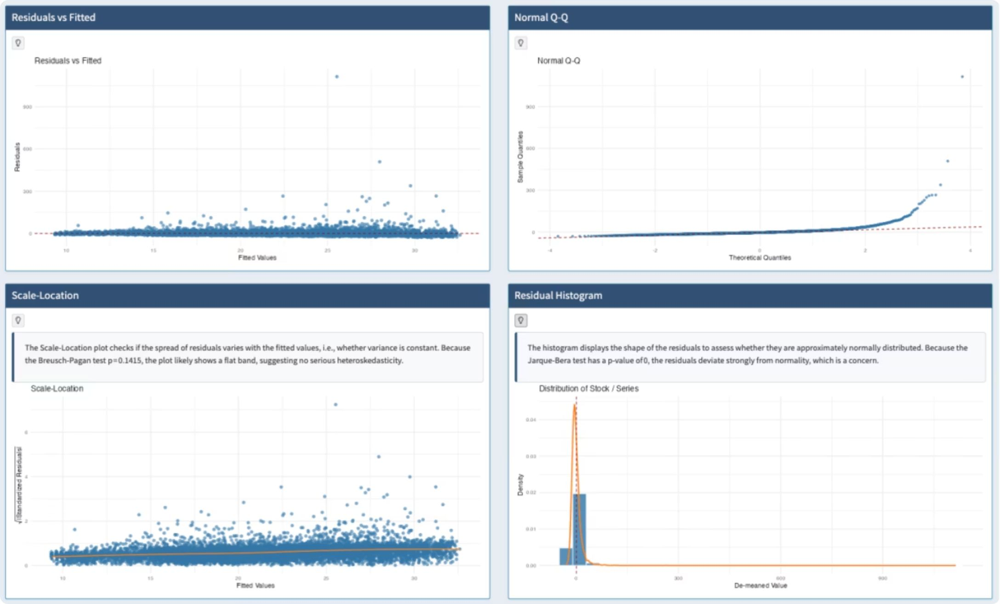 Residuals vs Fitted
Residuals vs Fitted
Residuals
900
600
300
0
10 15 20 25 30
Fitted Values
Normal Q-Q
Normal Q-Q
Sample Quantiles
900
600
300
0
-4 -2 0 2 4
Theoretical Quantiles
Scale-Location
The Scale-Location plot checks if the spread of residuals varies with the fitted values, i.e., whether variance is constant. Because
the Breusch-Pagan test p=0.1415, the plot likely shows a flat band, suggesting no serious heteroskedasticity.
Scale-Location
√|Standardized Residuals|
6
4
2
0
10 15 20 25 30
Fitted Values
Residual Histogram
The histogram displays the shape of the residuals to assess whether they are approximately normally distributed. Because the
Jarque-Bera test has a p-value of0, the residuals deviate strongly from normality, which is a concern.
Distribution of Stock / Series
Density
0.04
0.03
0.02
0.01
0.00
0 300 600 900
De-meaned Value